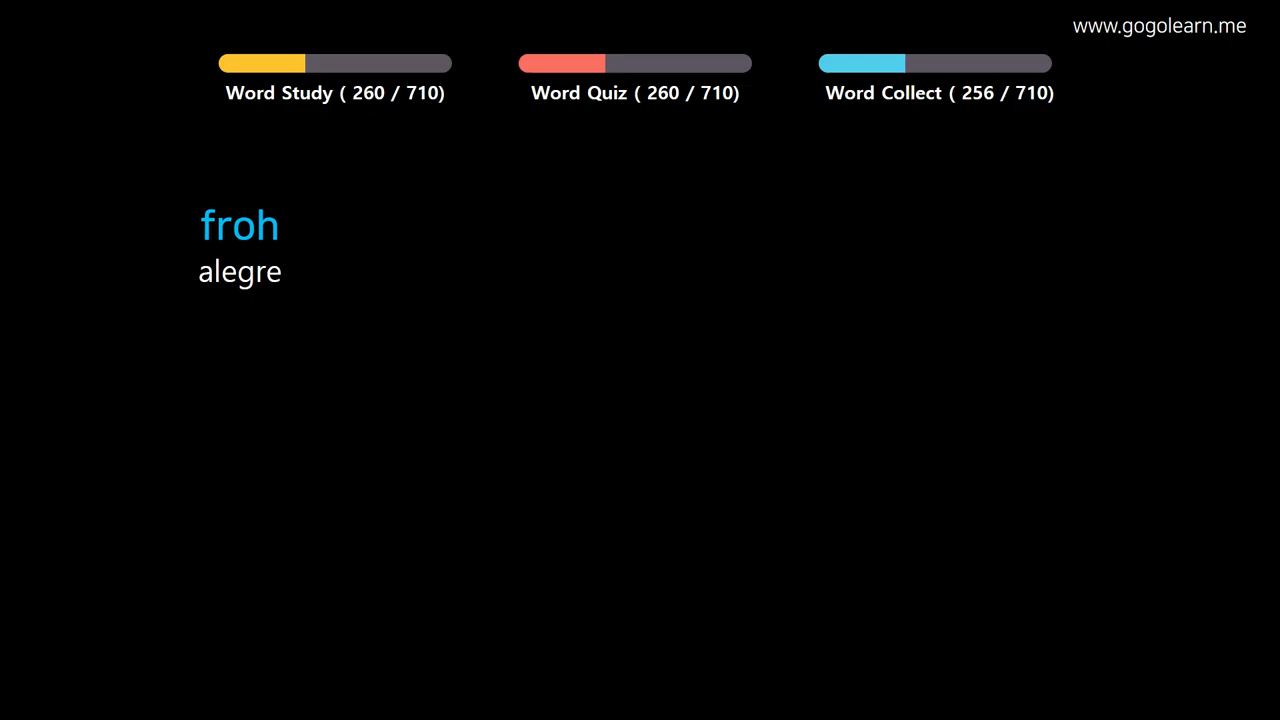 www.gogolearn.me
Word Study ( 260 / 710)
Word Quiz ( 260 / 710)
Word Collect ( 256 / 710)
froh
alegre